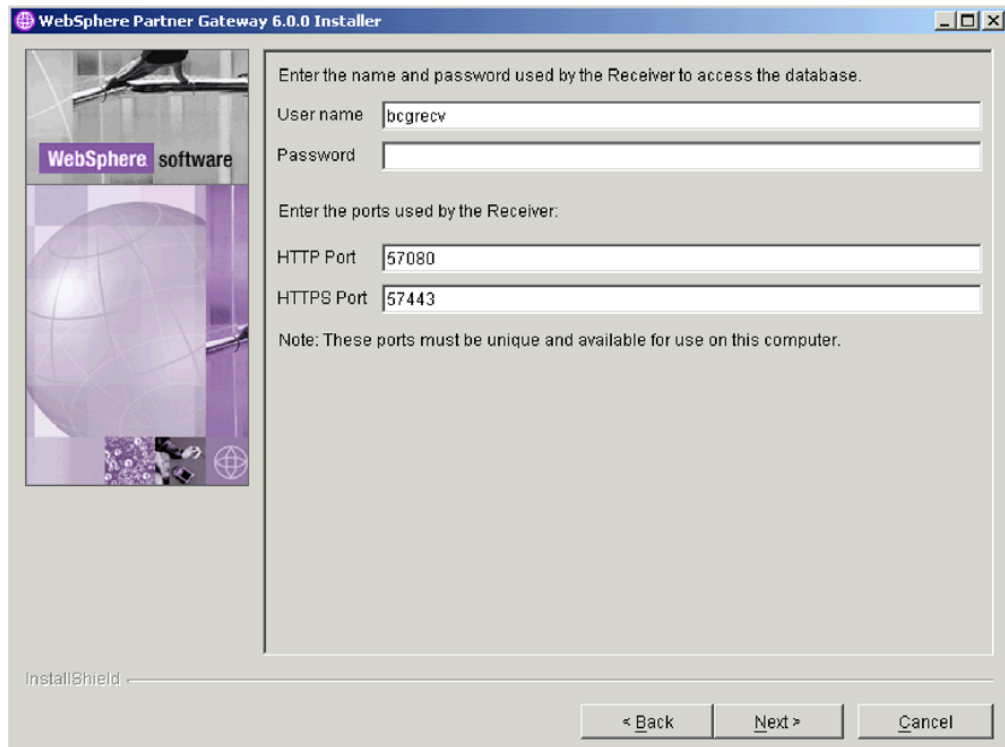 WebSphere Partner Gateway 6.0.0 Installer
WebSphere software
Enter the name and password used by the Receiver to access the database.
User name bcgrecv
Password
Enter the ports used by the Receiver:
HTTP Port 57080
HTTPS Port 57443
Note: These ports must be unique and available for use on this computer.
InstallShield
< Back Next > Cancel